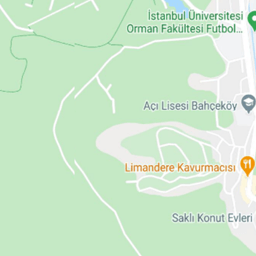 İstanbul Üniversitesi
Orman Fakültesi Futbol...
Acı Lisesi Bahçeköy
Limandere Kavurmacısı
Saklı Konut Evleri